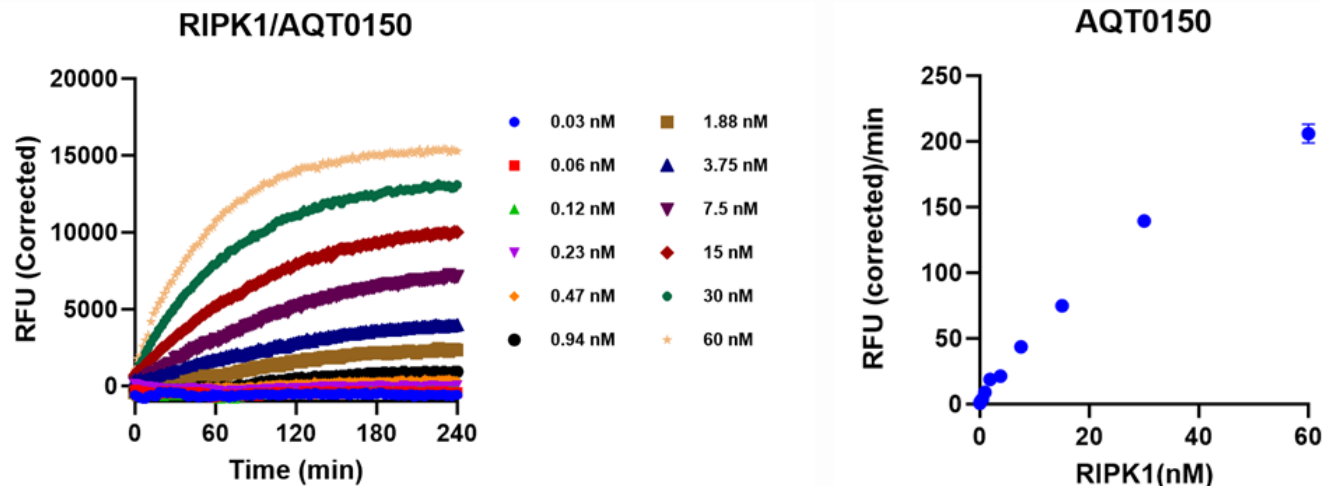 RIPK1/AQT0150
RFU (Corrected)
20000
15000
10000
5000
0
0 60 120 180 240
Time (min)
0.03 nM 1.88 nM
0.06 nM 3.75 nM
0.12 nM 7.5 nM
0.23 nM 15 nM
0.47 nM 30 nM
0.94 nM 60 nM
AQT0150
RFU (corrected)/min
250
200
150
100
50
0
0 20 40 60
RIPK1(nM)